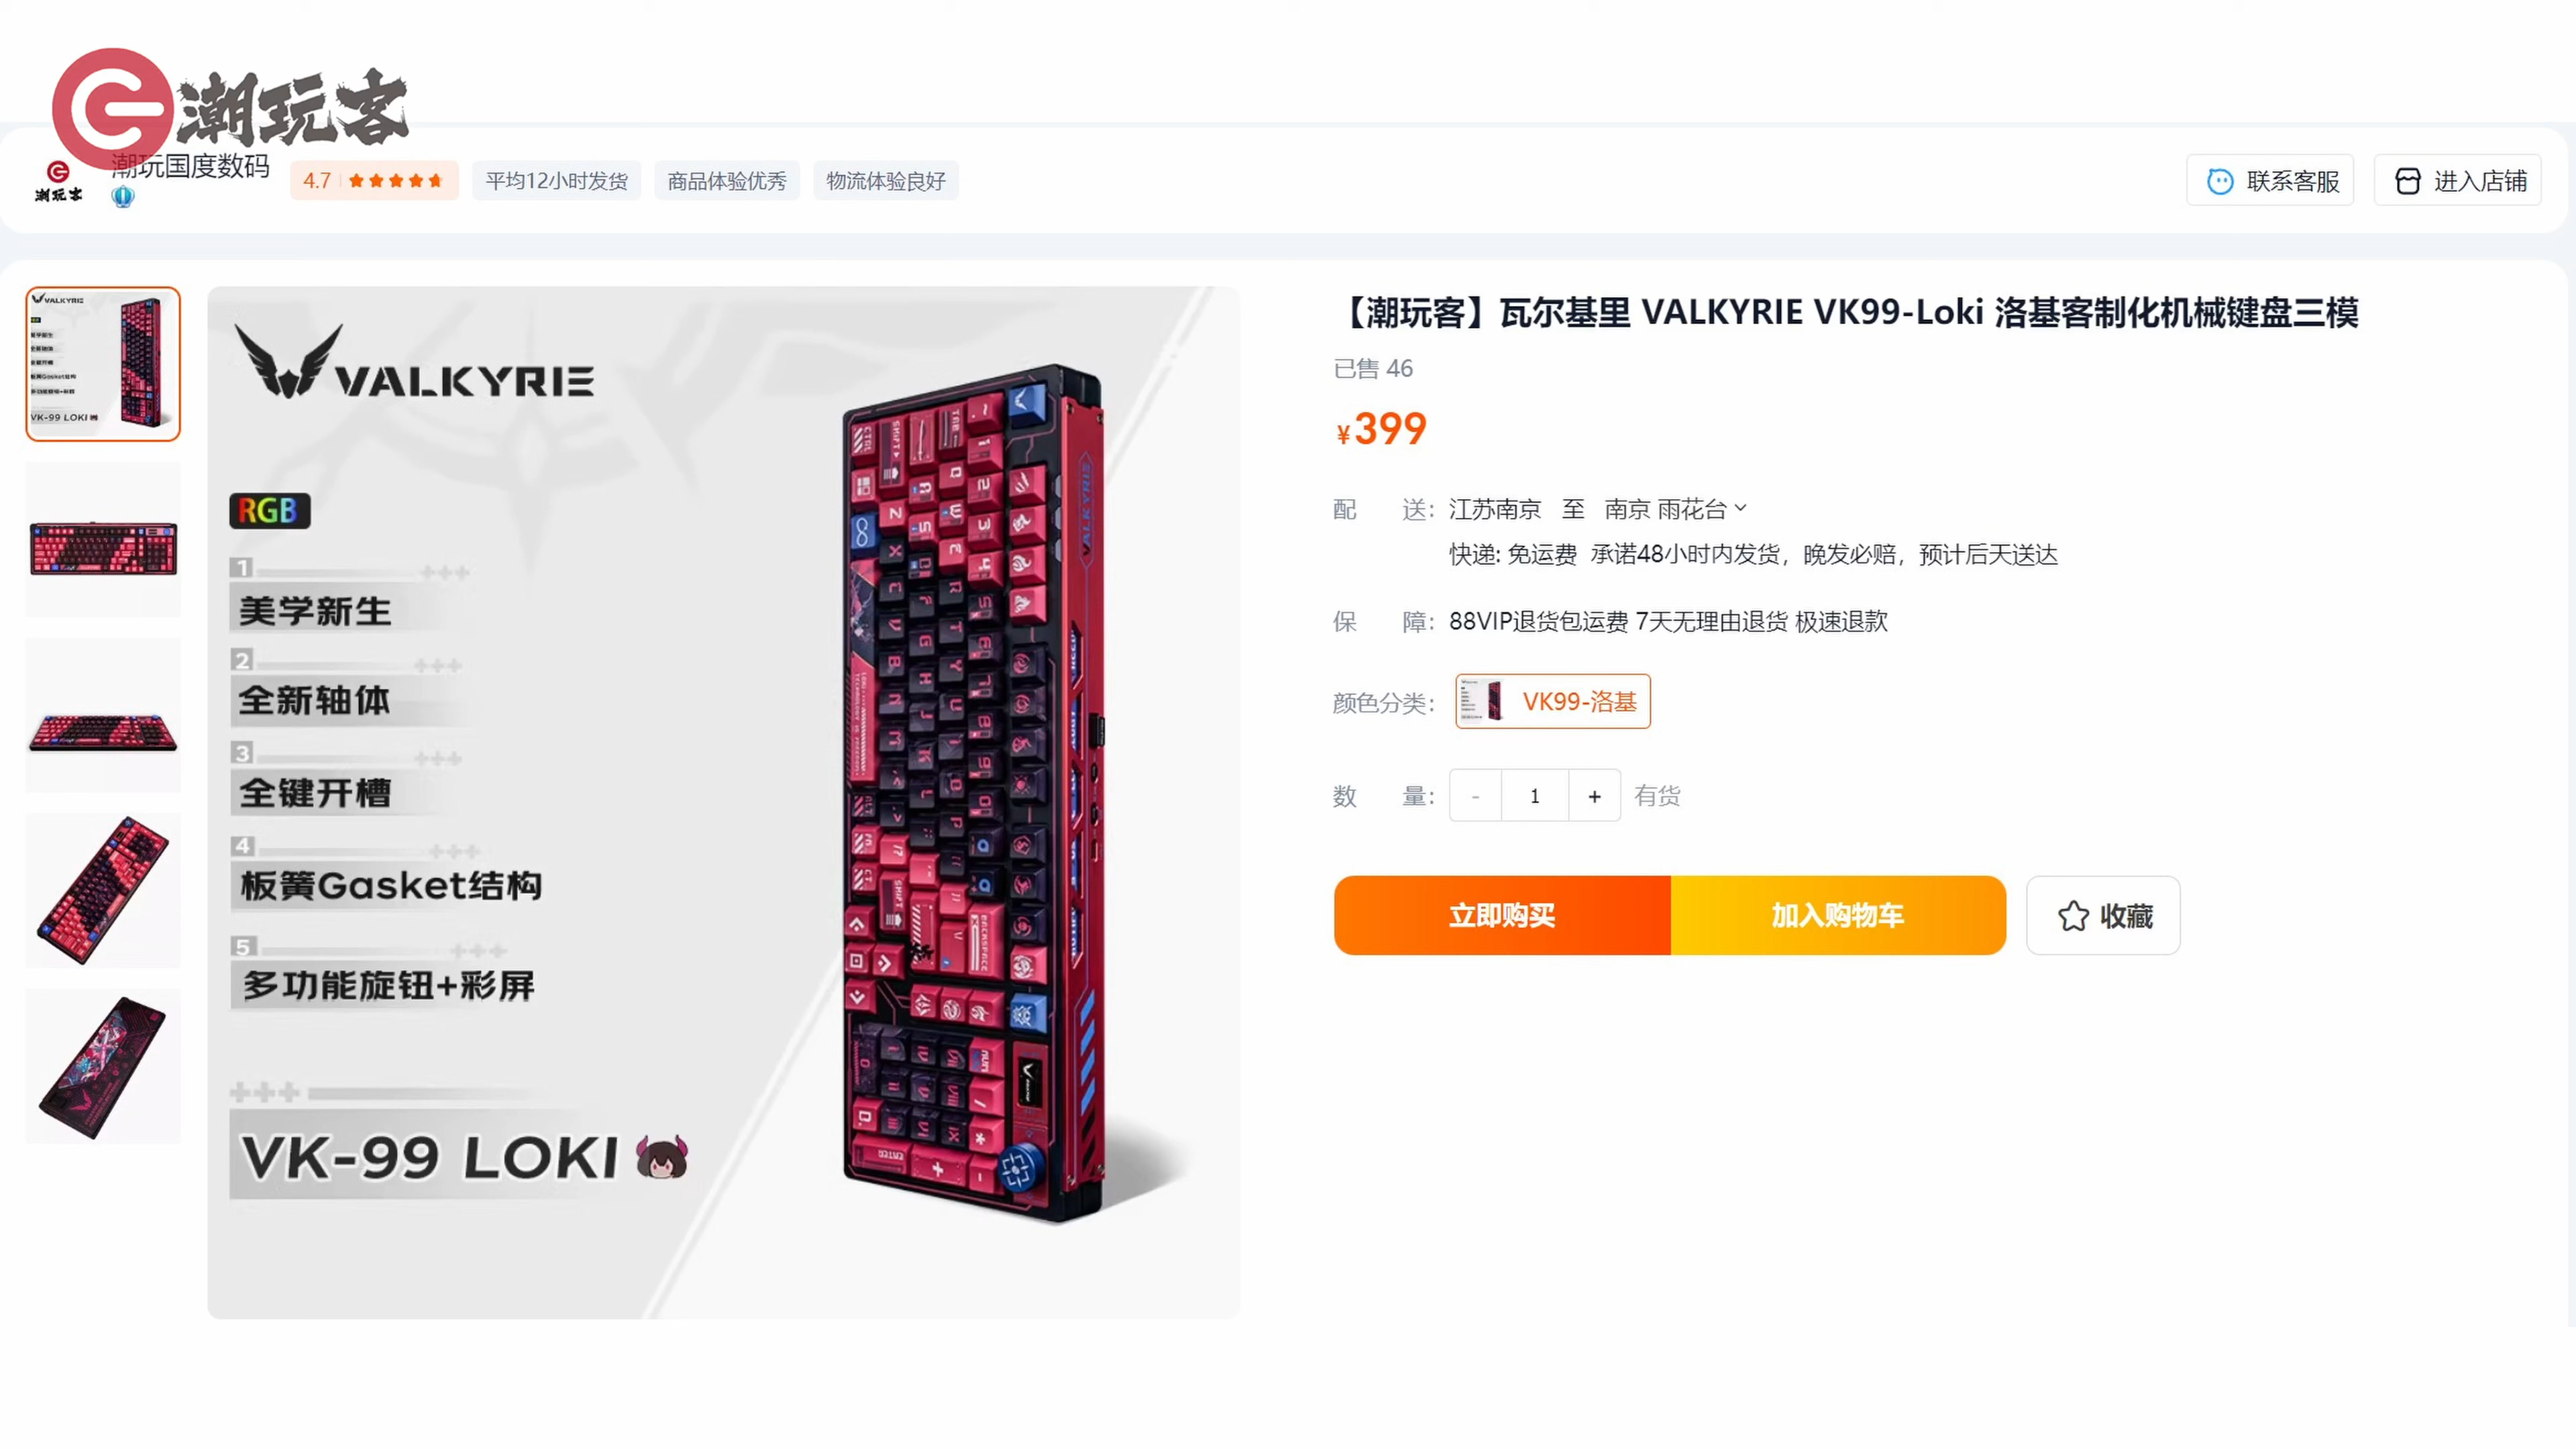 潮玩客
潮玩国度数码
潮玩客
4.7
平均12小时发货
商品体验优秀
物流体验良好
联系客服
进入店铺
VALKYRIE
VK-99 LOKI
VALKYRIE
RGB
1
美学新生
2
全新轴体
3
全键开槽
4
板簧Gasket结构
5
多功能旋钮+彩屏
VK-99 LOKI
VALKYRIE
【潮玩客】瓦尔基里 VALKYRIE VK99-Loki 洛基客制化机械键盘三模
已售 46
¥399
配 送： 江苏南京 至 南京 雨花台
快递: 免运费 承诺48小时内发货，晚发必赔，预计后天送达
保 障： 88VIP退货包运费 7天无理由退货 极速退款
颜色分类： VK99-洛基
数 量： - 1 + 有货
立即购买
加入购物车
收藏